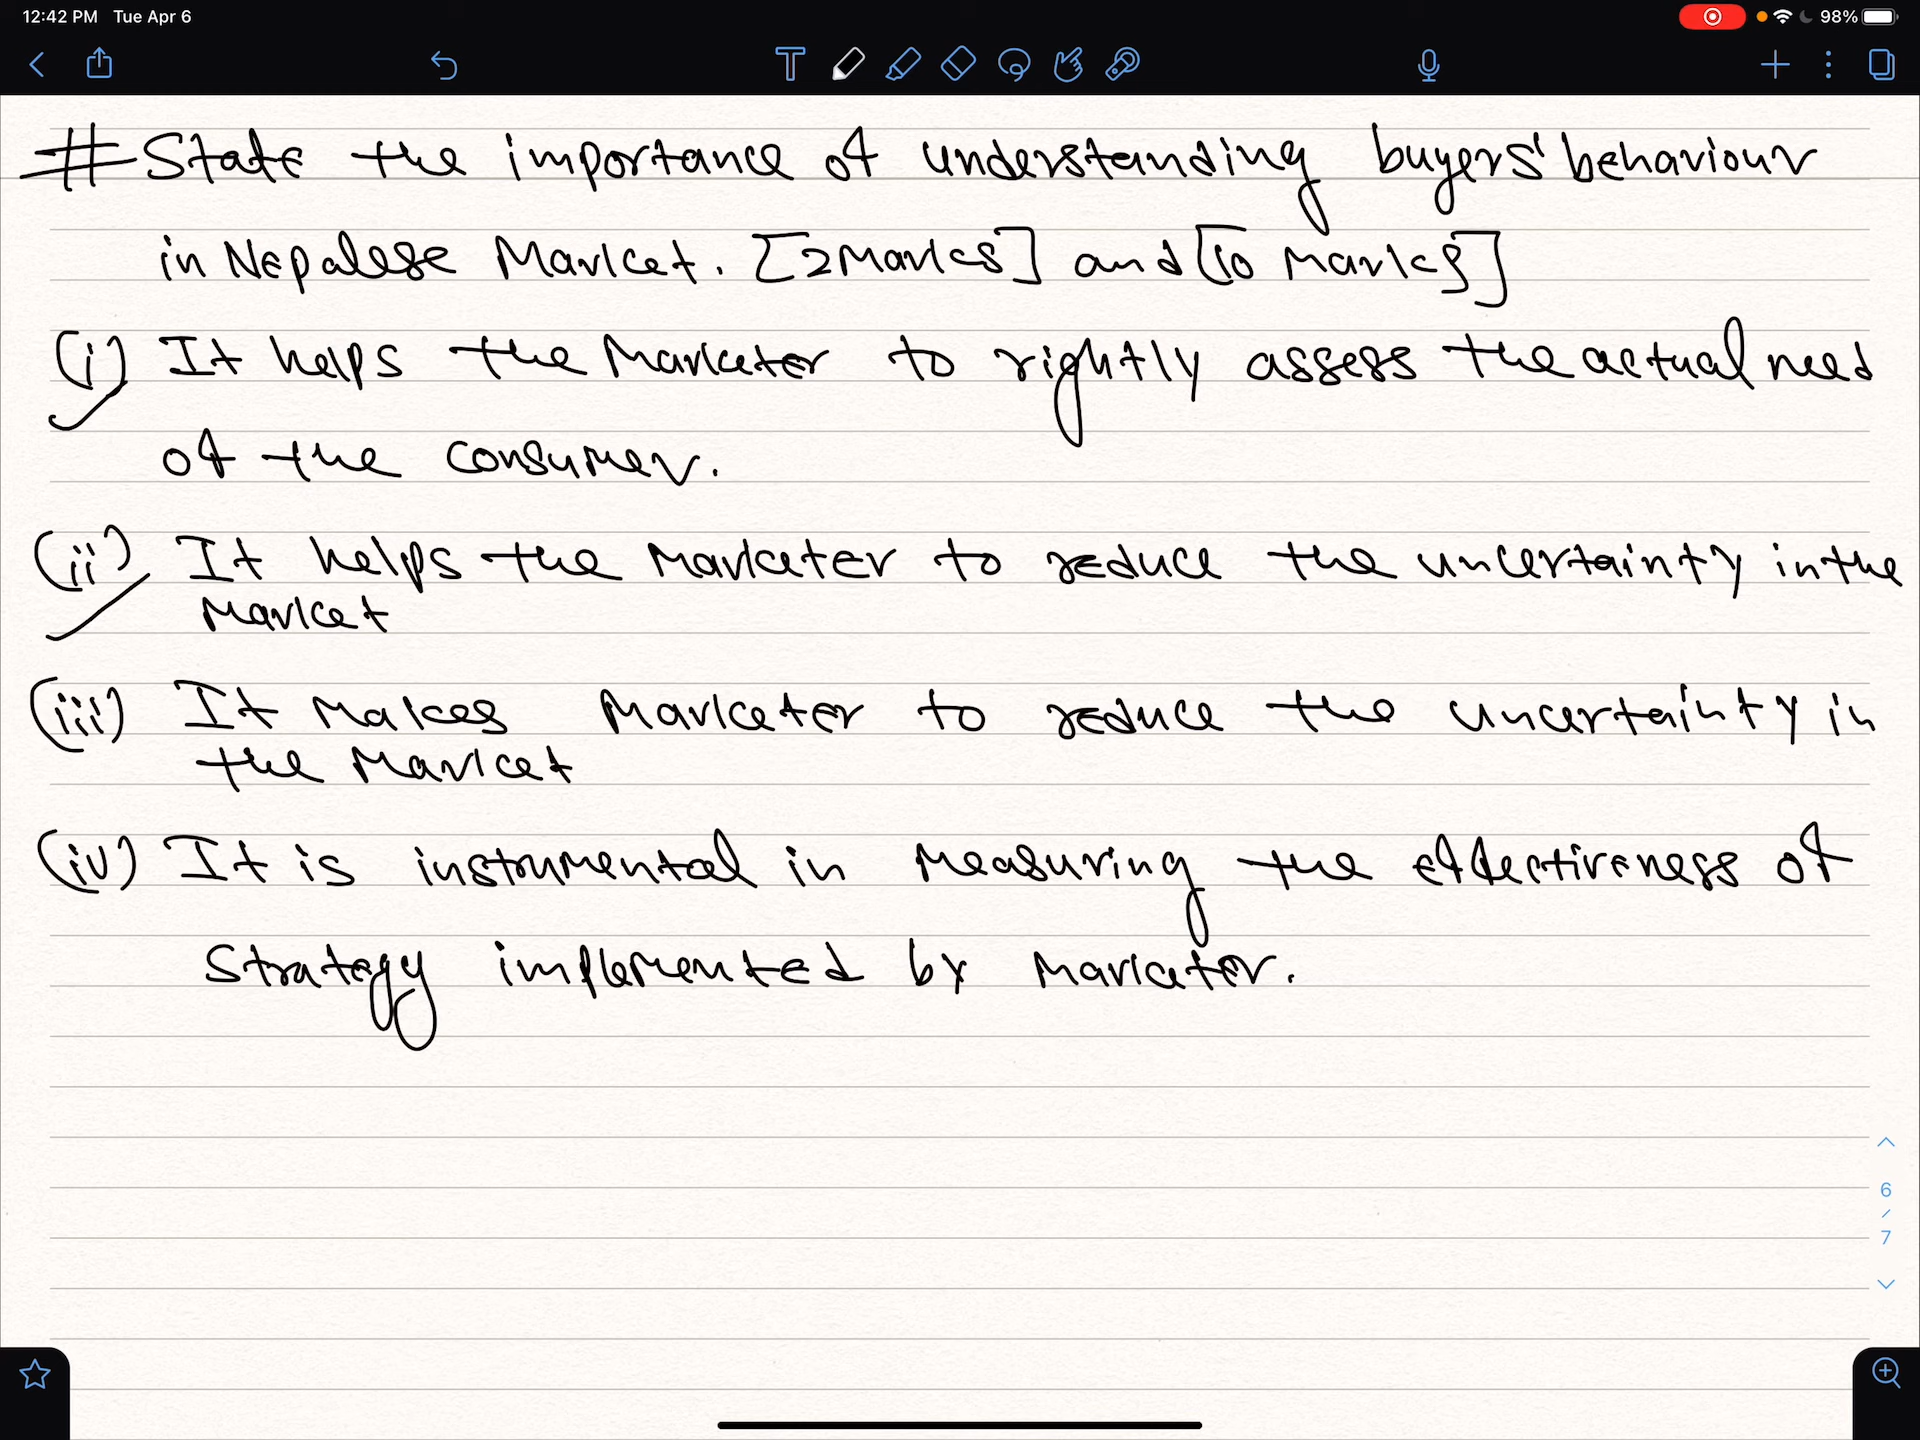 12:42 PM Tue Apr 6
98%
# State the importance of understanding buyers' behaviour
in Nepalese Market. [2 Marks] and [10 Marks]
(i) It helps the Marketer to rightly assess the actual need
of the consumer.
(ii) It helps the Marketer to reduce the uncertainty in the
Market
(iii) It makes Marketer to reduce the uncertainty in
the Market
(iv) It is instrumental in Measuring the effectiveness of
strategy implemented by Marketer.
6
/
7